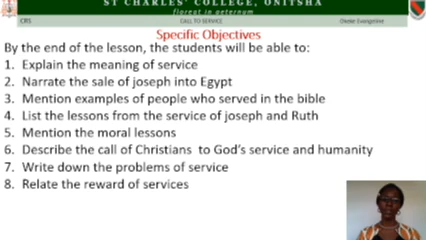 ST CHARLES' COLLEGE, ONITSHA
floreat in aeternum
CRS CALL TO SERVICE Okeke Evangeline
Specific Objectives
By the end of the lesson, the students will be able to:
1. Explain the meaning of service
2. Narrate the sale of joseph into Egypt
3. Mention examples of people who served in the bible
4. List the lessons from the service of joseph and Ruth
5. Mention the moral lessons
6. Describe the call of Christians to God's service and humanity
7. Write down the problems of service
8. Relate the reward of services